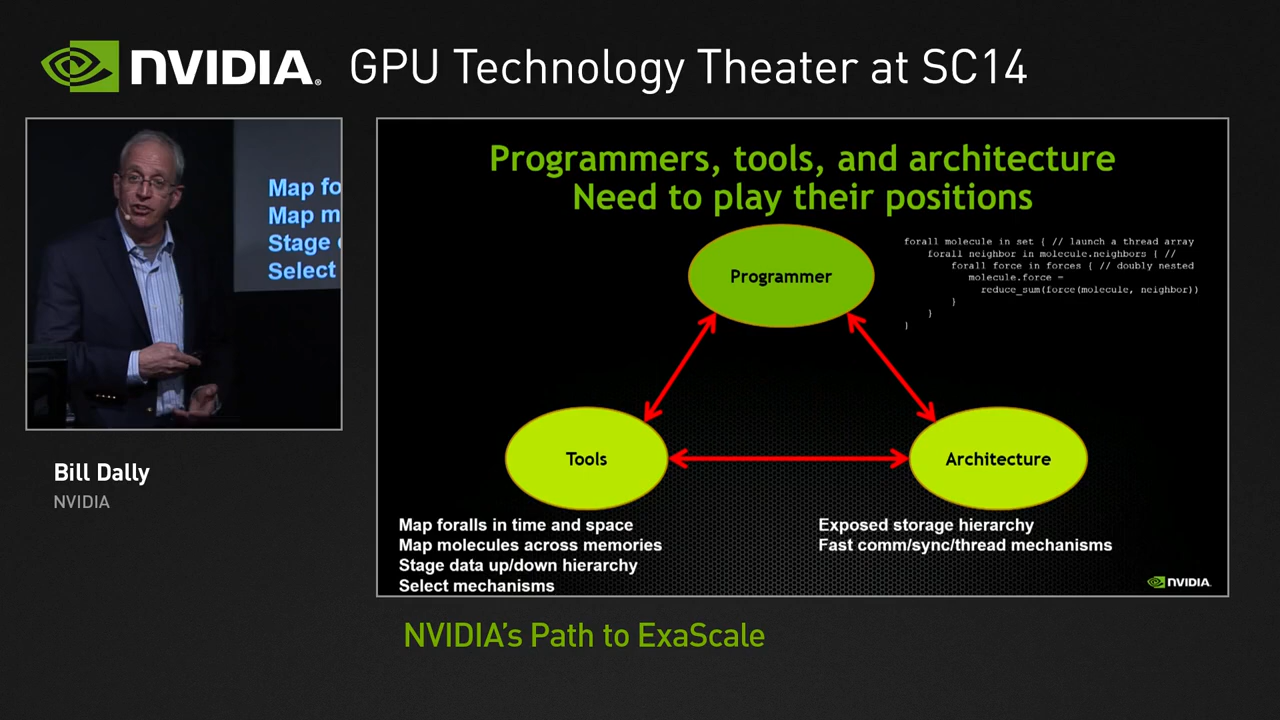 NVIDIA. GPU Technology Theater at SC14
Map fo
Map m
Stage
Select
Bill Dally
NVIDIA
Programmers, tools, and architecture
Need to play their positions
Programmer
forall molecule in set { // launch a thread array
forall neighbor in molecule.neighbors { //
forall force in forces { // doubly nested
molecule.force =
reduce_sum(force(molecule, neighbor))
}
}
}
Tools
Architecture
Map foralls in time and space
Map molecules across memories
Stage data up/down hierarchy
Select mechanisms
Exposed storage hierarchy
Fast comm/sync/thread mechanisms
NVIDIA.
NVIDIA's Path to ExaScale